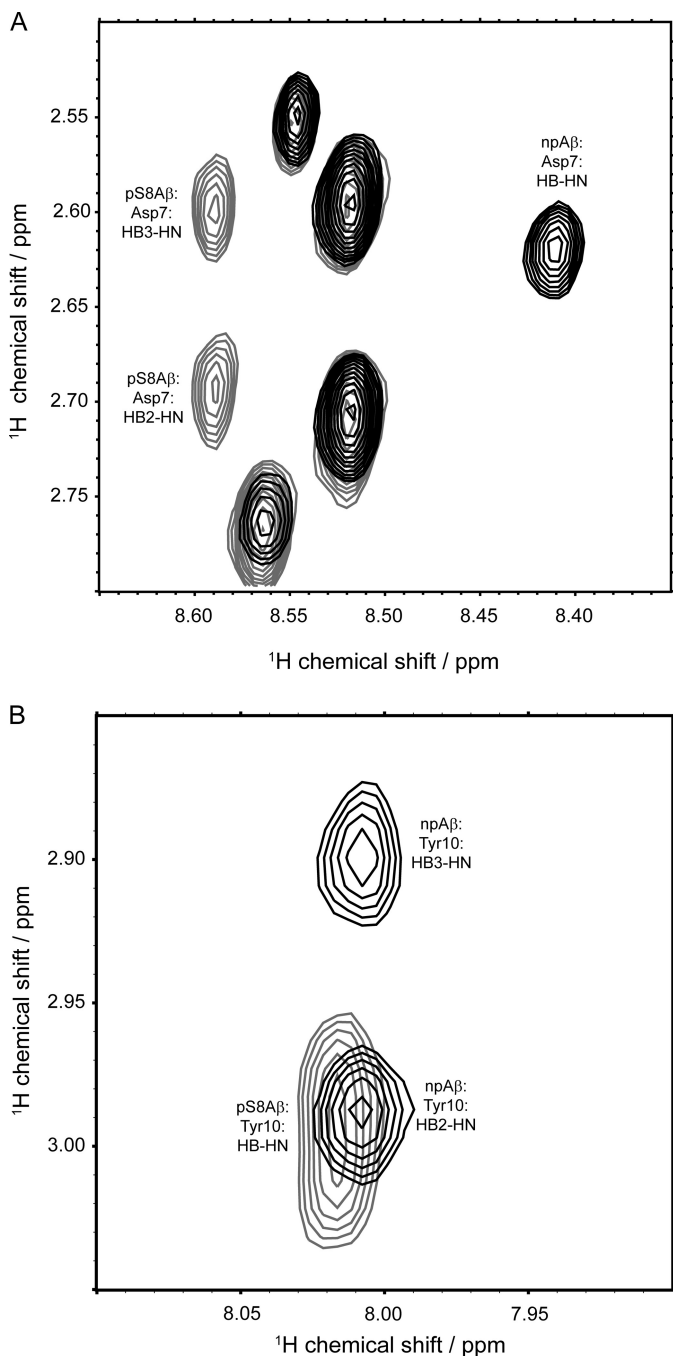 A
2.55
2.60
2.65
2.70
2.75
¹H chemical shift / ppm
pS8Aβ:
Asp7:
HB3-HN
pS8Aβ:
Asp7:
HB2-HN
npAβ:
Asp7:
HB-HN
8.60
8.55
8.50
8.45
8.40
¹H chemical shift / ppm
B
2.90
2.95
3.00
¹H chemical shift / ppm
npAβ:
Tyr10:
HB3-HN
pS8Aβ:
Tyr10:
HB-HN
npAβ:
Tyr10:
HB2-HN
8.05
8.00
7.95
¹H chemical shift / ppm